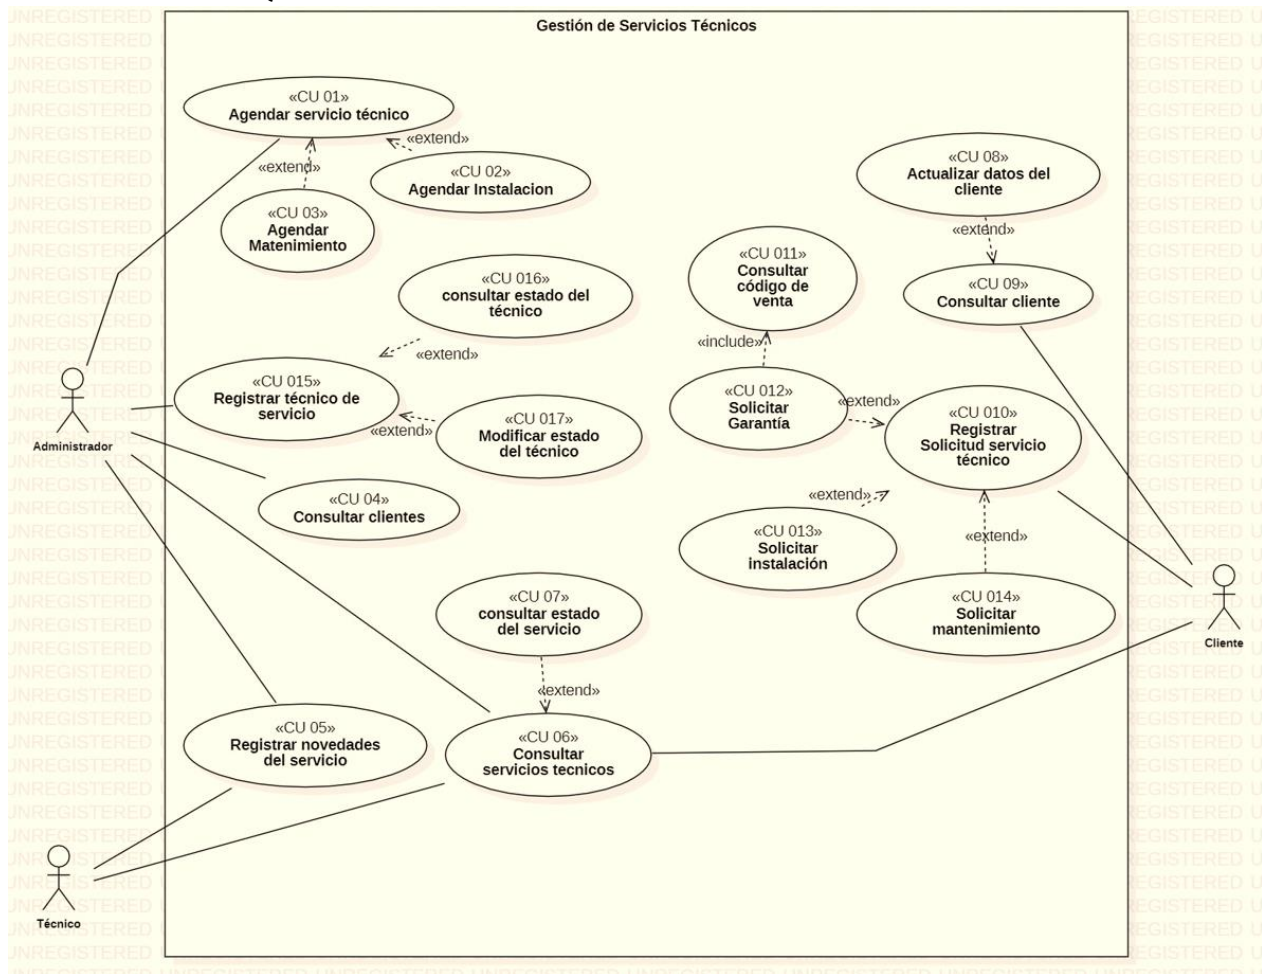 Gestión de Servicios Técnicos
«CU 01»
Agendar servicio técnico
«extend»
«extend»
«CU 02»
Agendar Instalacion
«CU 03»
Agendar
Matenimiento
«CU 08»
Actualizar datos del
cliente
«extend»
«CU 09»
Consultar cliente
«CU 011»
Consultar
código de
venta
«include»
«CU 016»
consultar estado del
técnico
«extend»
«CU 015»
Registrar técnico de
servicio
«CU 017»
Modificar estado
del técnico
«extend»
«CU 012»
Solicitar
Garantía
«extend»
«CU 010»
Registrar
Solicitud servicio
técnico
Administrador
«CU 04»
Consultar clientes
«extend»
«CU 013»
Solicitar
instalación
«extend»
«CU 014»
Solicitar
mantenimiento
Cliente
«CU 07»
consultar estado
del servicio
«extend»
«CU 05»
Registrar novedades
del servicio
«CU 06»
Consultar
servicios tecnicos
Técnico
UNREGISTERED